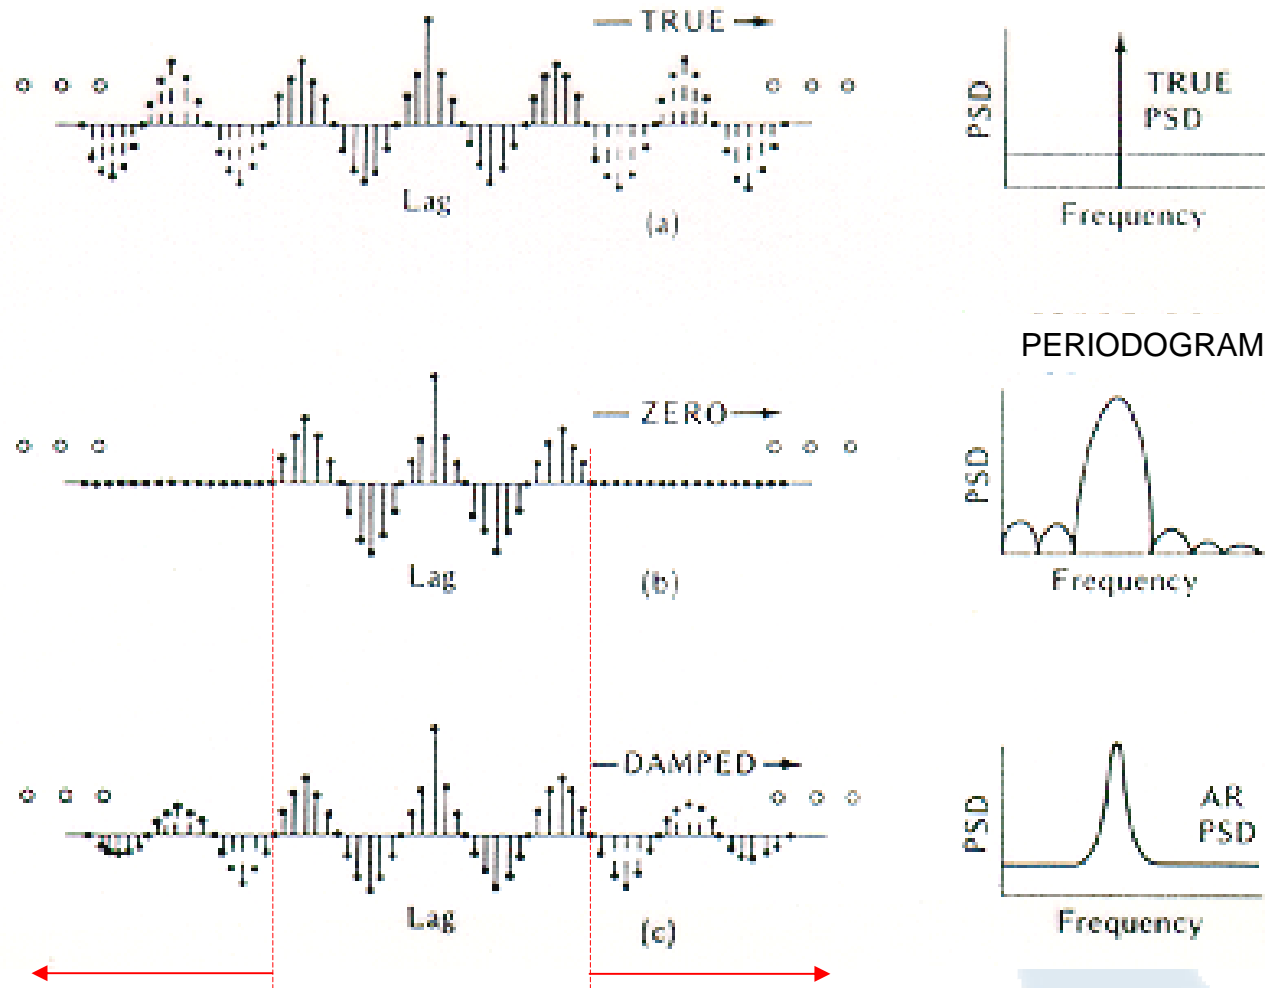 TRUE
PSD
TRUE
PSD
Lag
(a)
Frequency
PERIODOGRAM
ZERO
PSD
Lag
(b)
Frequency
DAMPED
PSD
AR
PSD
Lag
(c)
Frequency